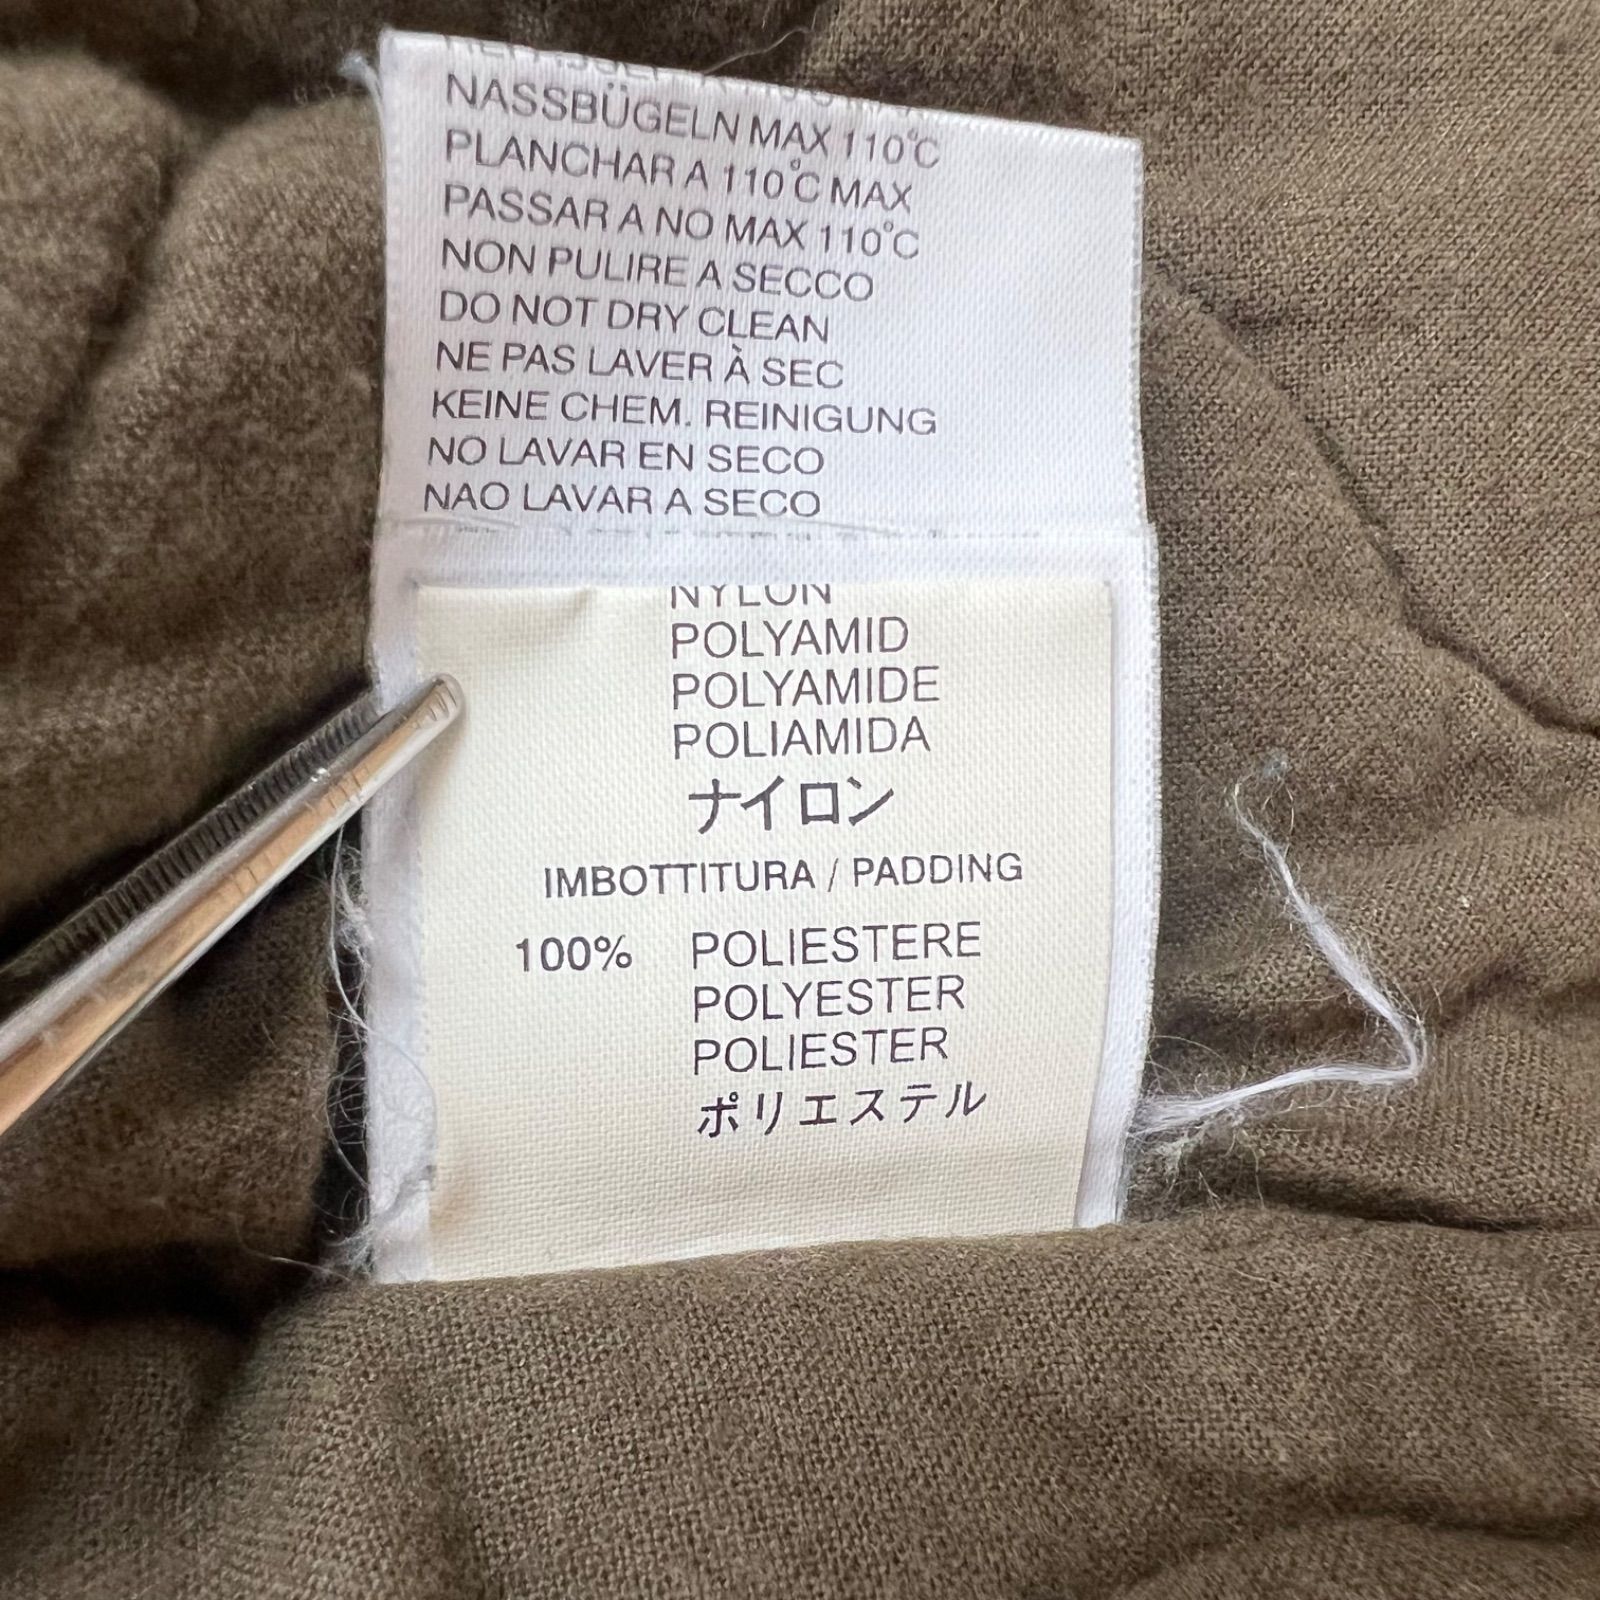 NASSBÜGELN MAX 110°C
PLANCHAR A 110°C MAX
PASSAR A NO MAX 110°C
NON PULIRE A SECCO
DO NOT DRY CLEAN
NE PAS LAVER À SEC
KEINE CHEM. REINIGUNG
NO LAVAR EN SECO
NAO LAVAR A SECO
NYLON
POLYAMID
POLYAMIDE
POLIAMIDA
ナイロン
IMBOTTITURA / PADDING
100% POLIESTERE
POLYESTER
POLIESTER
ポリエステル